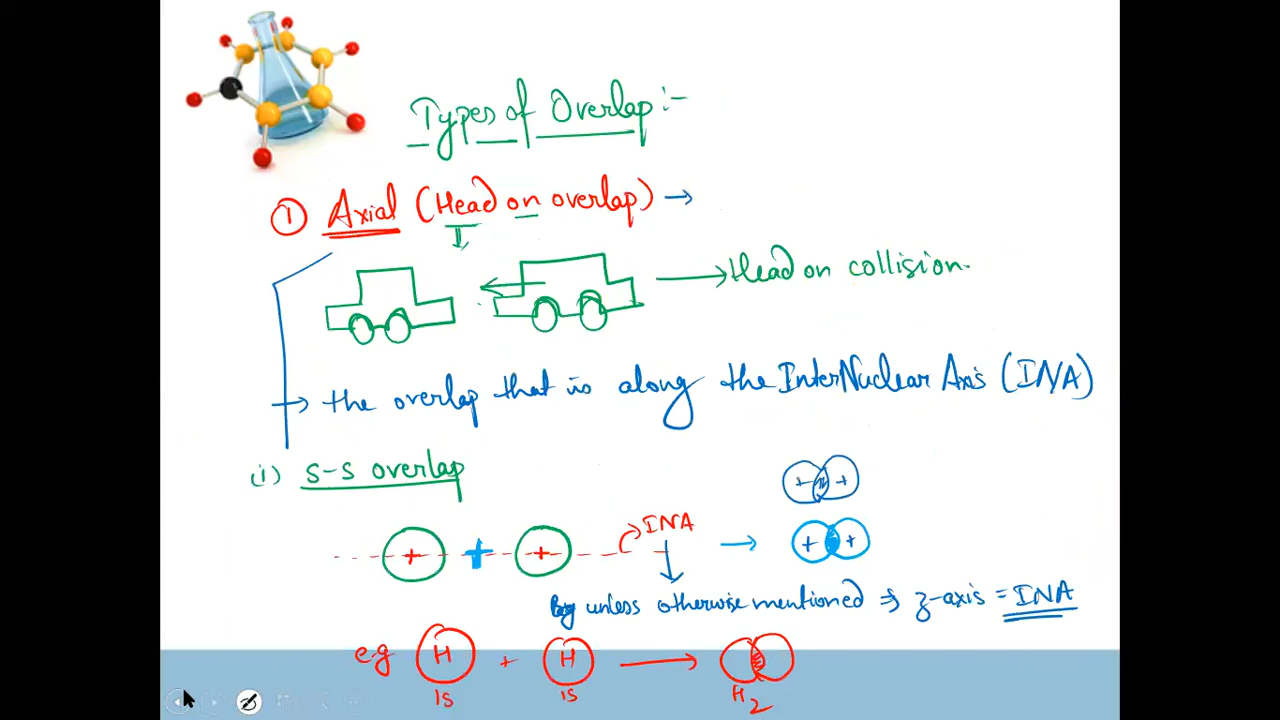 Types of Overlap :-
① Axial (Head on overlap) →
→ Head on collision.
→ the overlap that is along the InterNuclear Axis (INA)
(i) S-S overlap
+ +
+ + + INA → + +
unless otherwise mentioned ⇒ z-axis = INA
e.g H + H →
1s 1s H2